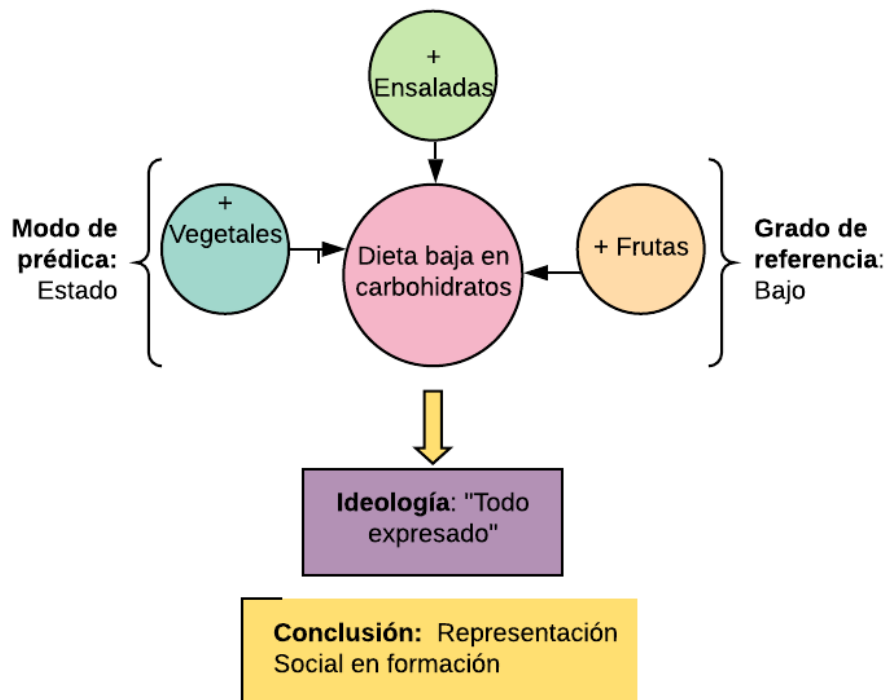 +
Ensaladas
+
Vegetales
Modo de
prédica:
Estado
Dieta baja en
carbohidratos
+ Frutas
Grado de
referencia:
Bajo
Ideología: "Todo
expresado"
Conclusión: Representación
Social en formación